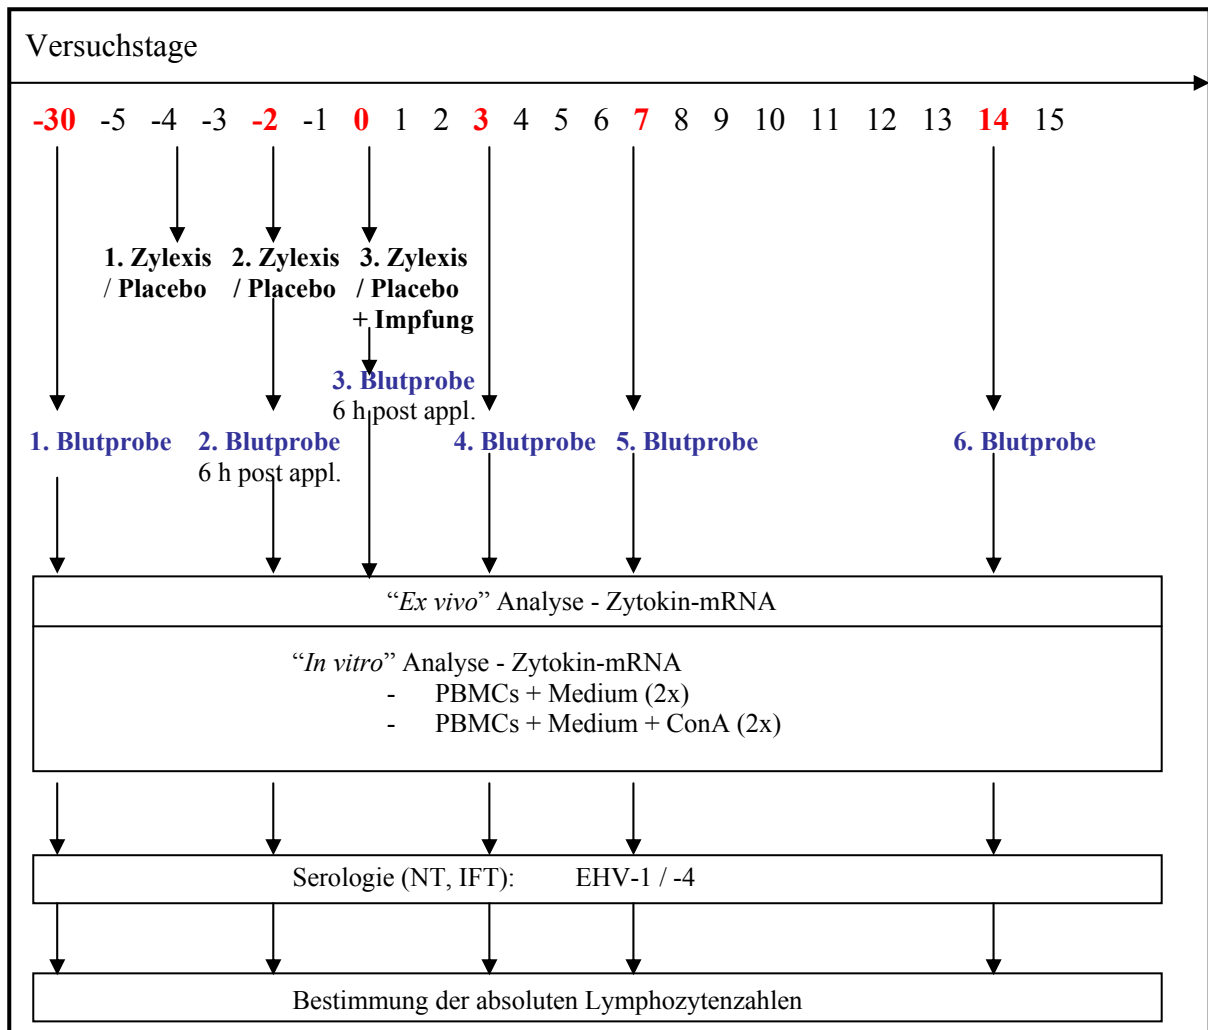 Versuchstage
-30 -5 -4 -3 -2 -1 0 1 2 3 4 5 6 7 8 9 10 11 12 13 14 15
1. Zylexis 2. Zylexis 3. Zylexis
/ Placebo / Placebo / Placebo
+ Impfung
3. Blutprobe
6 h post appl.
1. Blutprobe 2. Blutprobe 4. Blutprobe 5. Blutprobe 6. Blutprobe
6 h post appl.
“Ex vivo” Analyse - Zytokin-mRNA
“In vitro” Analyse - Zytokin-mRNA
- PBMCs + Medium (2x)
- PBMCs + Medium + ConA (2x)
Serologie (NT, IFT): EHV-1 / -4
Bestimmung der absoluten Lymphozytenzahlen